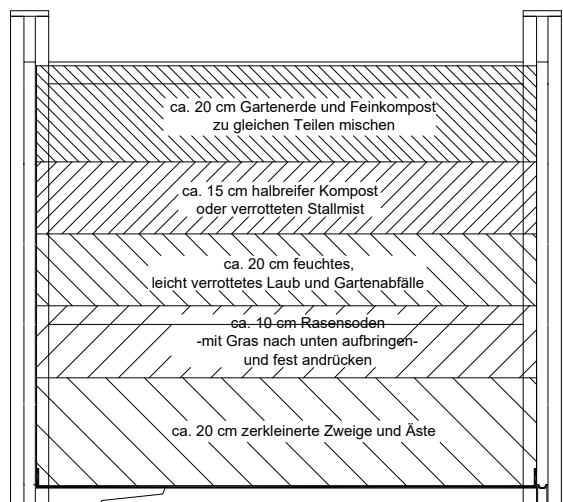 ca. 20 cm Gartenerde und Feinkompost
zu gleichen Teilen mischen
ca. 15 cm halbreifer Kompost
oder verrotteten Stallmist
ca. 20 cm feuchtes,
leicht verrottetes Laub und Gartenabfälle
ca. 10 cm Rasensoden
-mit Gras nach unten aufbringen-
und fest andrücken
ca. 20 cm zerkleinerte Zweige und Äste